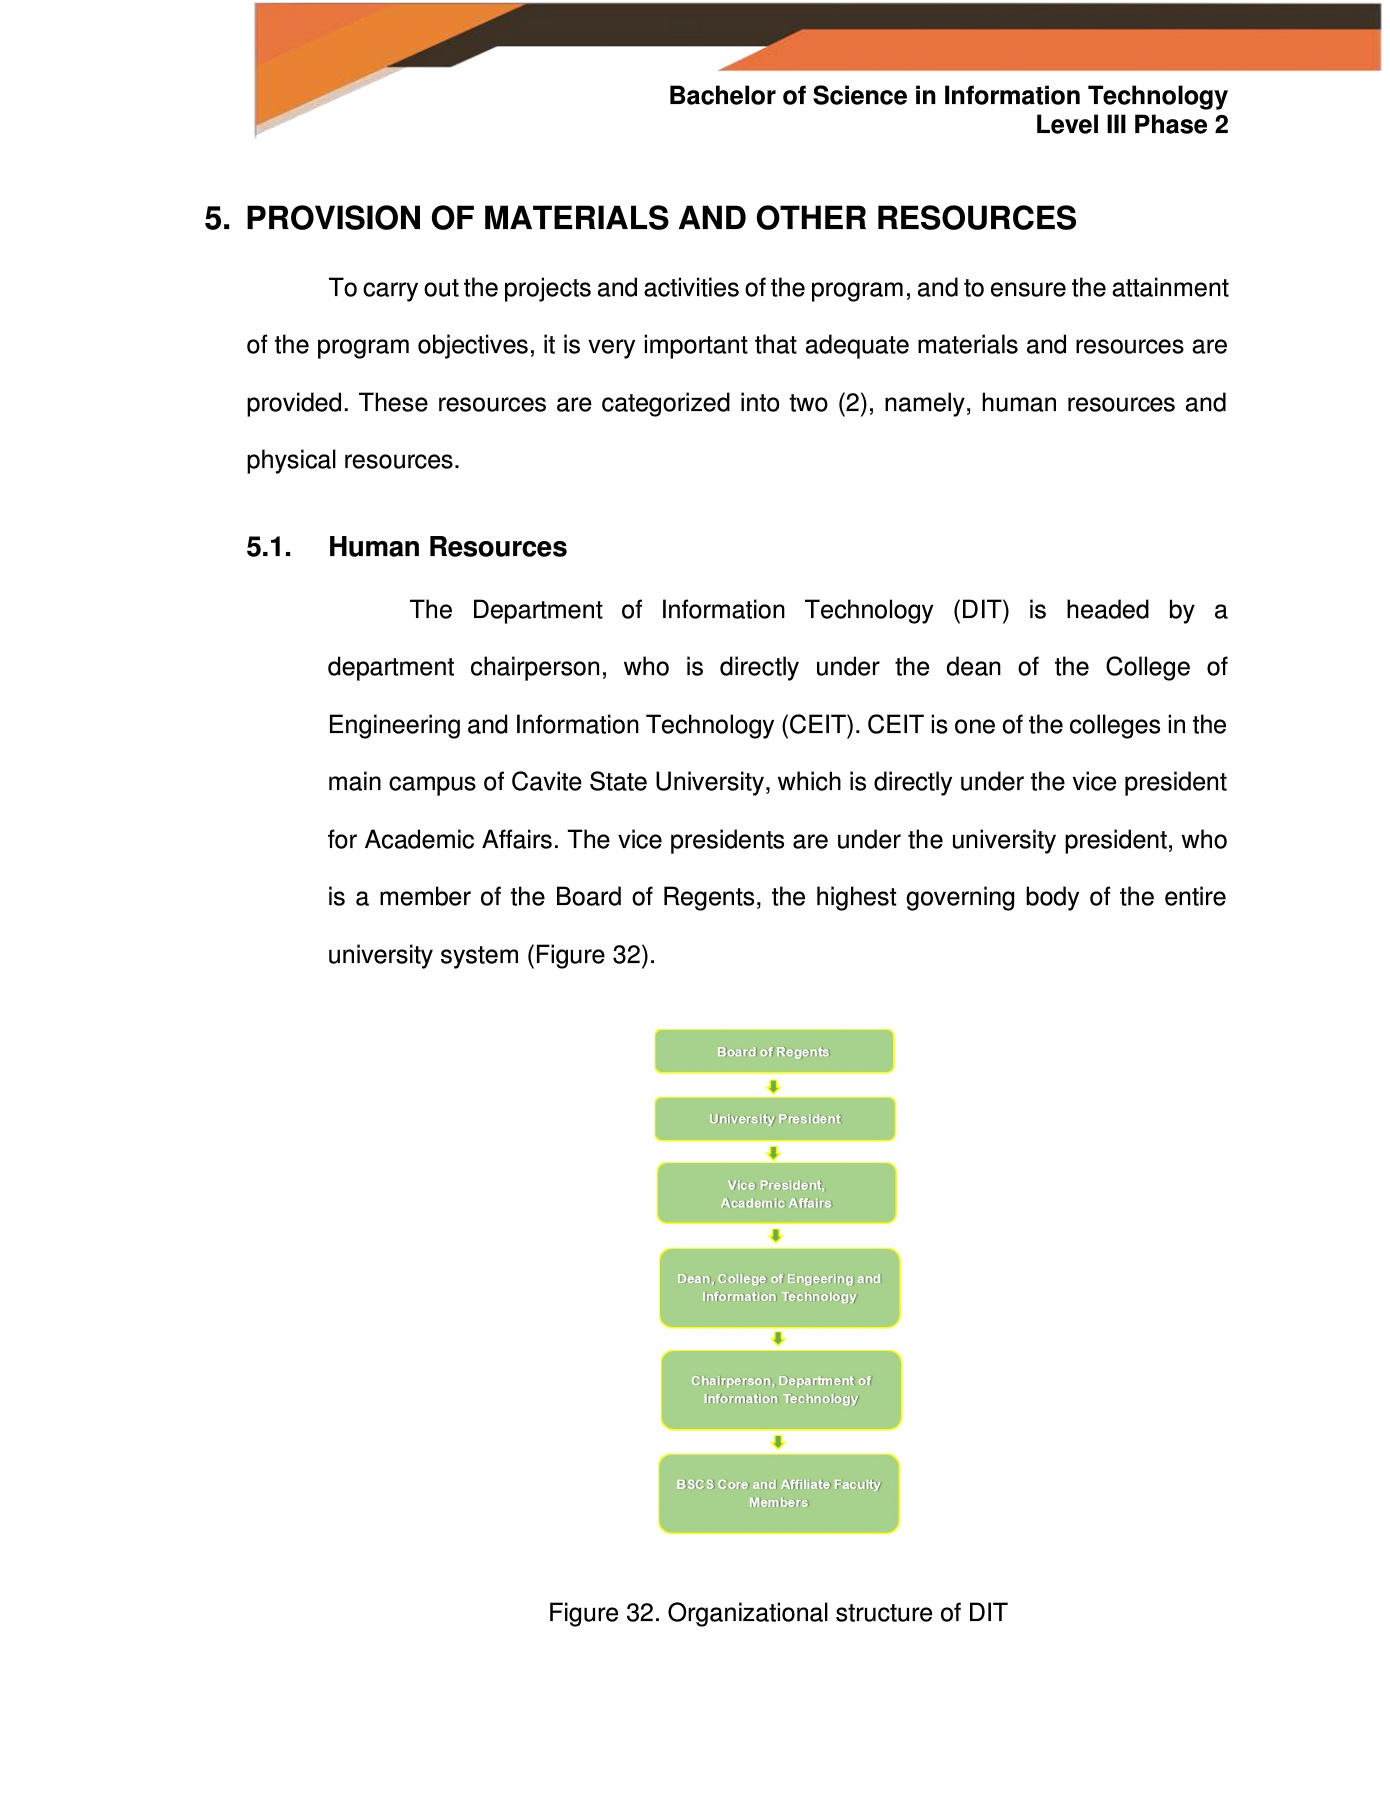 Bachelor of Science in Information Technology
Level III Phase 2
5. PROVISION OF MATERIALS AND OTHER RESOURCES
To carry out the projects and activities of the program, and to ensure the attainment
of the program objectives, it is very important that adequate materials and resources are
provided. These resources are categorized into two (2), namely, human resources and
physical resources.
5.1. Human Resources
The Department of Information Technology (DIT) is headed by a
department chairperson, who is directly under the dean of the College of
Engineering and Information Technology (CEIT). CEIT is one of the colleges in the
main campus of Cavite State University, which is directly under the vice president
for Academic Affairs. The vice presidents are under the university president, who
is a member of the Board of Regents, the highest governing body of the entire
university system (Figure 32).
Board of Regents
University President
Vice President,
Academic Affairs
Dean, College of Engeering and
Information Technology
Chairperson, Department of
Information Technology
BSCS Core and Affiliate Faculty
Members
Figure 32. Organizational structure of DIT